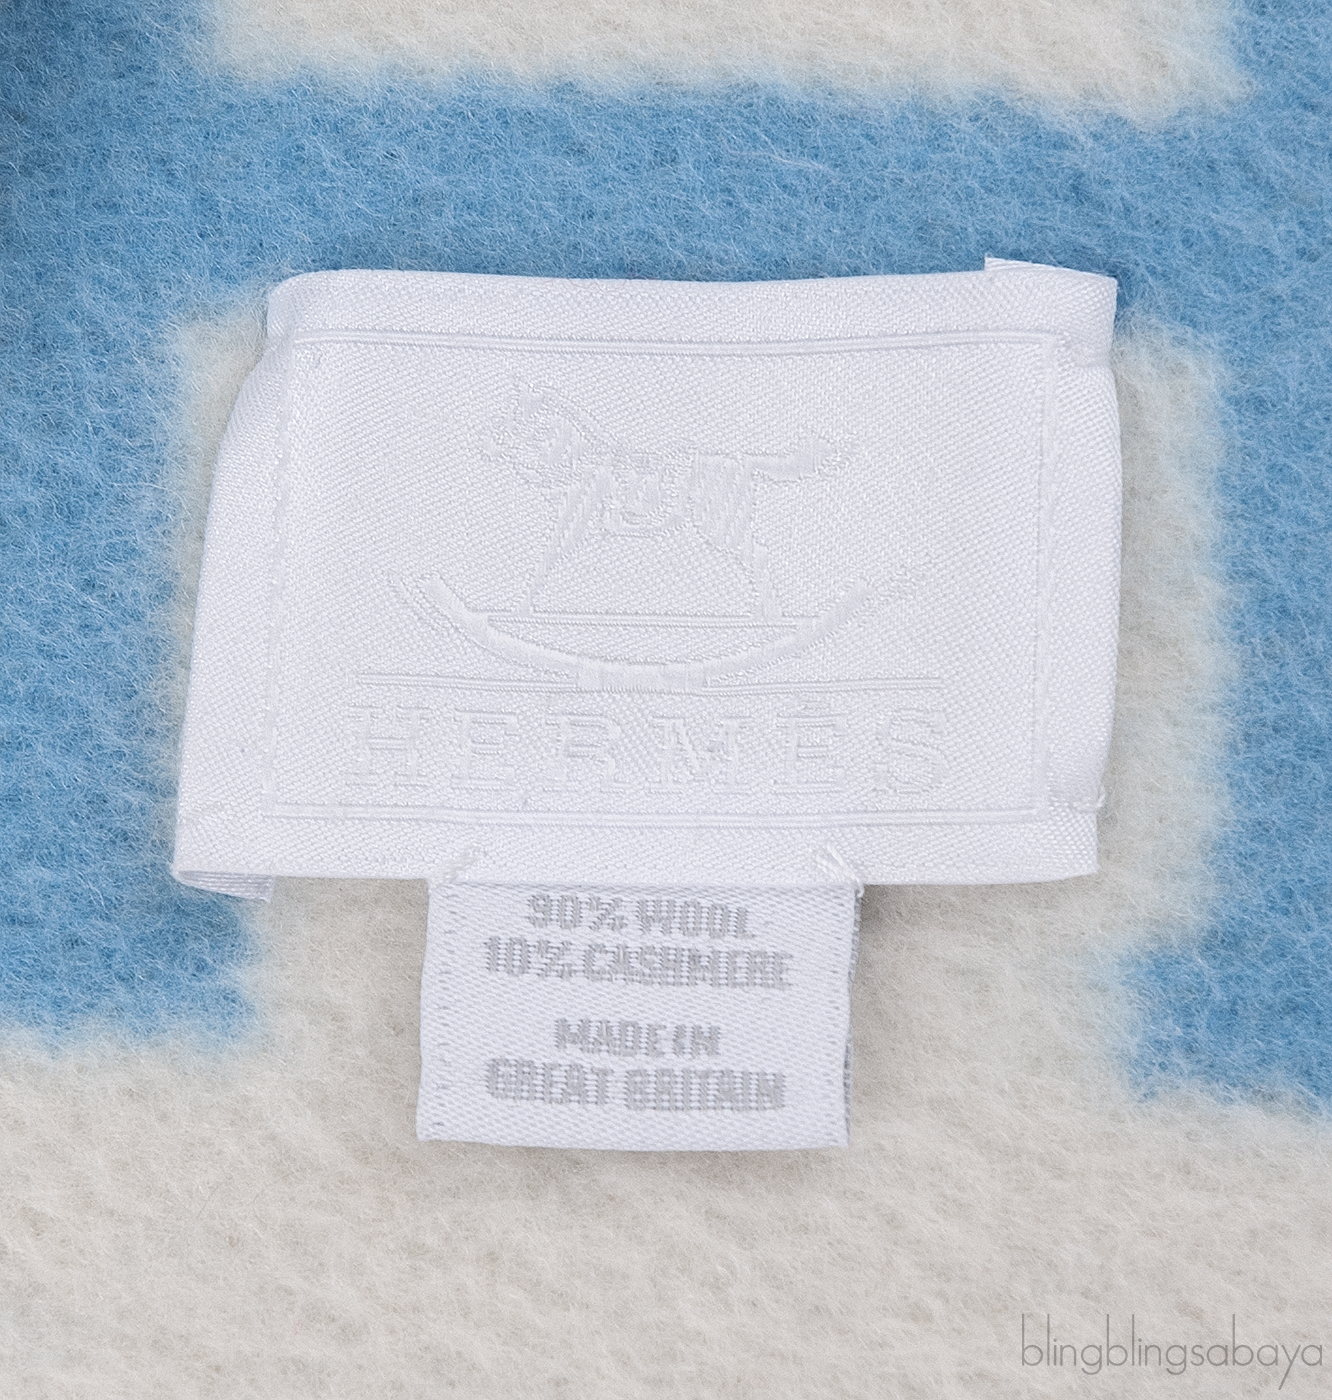 HERMÈS
90% WOOL
10% CASHMERE
MADE IN
GREAT BRITAIN
blingblingsabaya